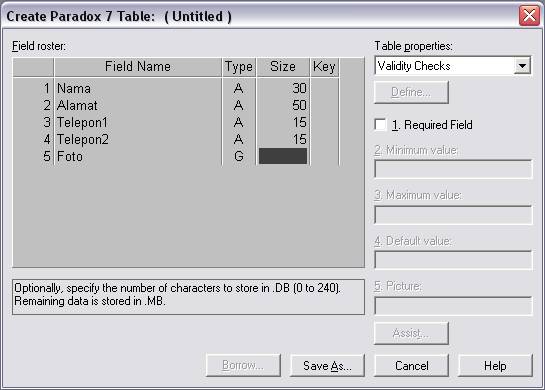 Create Paradox 7 Table: ( Untitled )
Field roster:
Field Name Type Size Key
1 Nama A 30
2 Alamat A 50
3 Telepon1 A 15
4 Telepon2 A 15
5 Foto G
Optionally, specify the number of characters to store in .DB (0 to 240).
Remaining data is stored in .MB.
Table properties:
Validity Checks
Define...
1. Required Field
2. Minimum value:
3. Maximum value:
4. Default value:
5. Picture:
Assist...
Borrow... Save As... Cancel Help